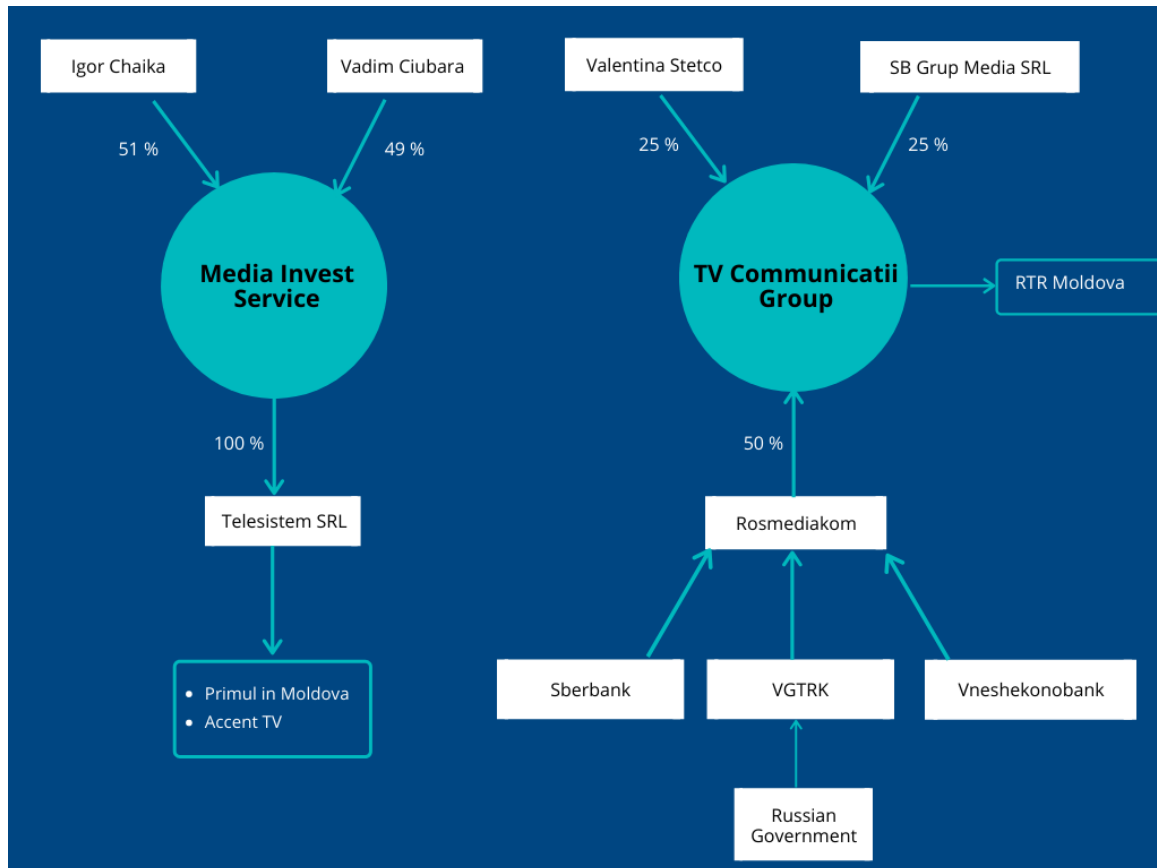 Igor Chaika
Vadim Ciubara
Valentina Stetco
SB Grup Media SRL
51 %
49 %
25 %
25 %
Media Invest
Service
TV Communicatii
Group
RTR Moldova
100 %
50 %
Telesistem SRL
Rosmediakom
• Primul in Moldova
• Accent TV
Sberbank
VGTRK
Vneshekonobank
Russian
Government